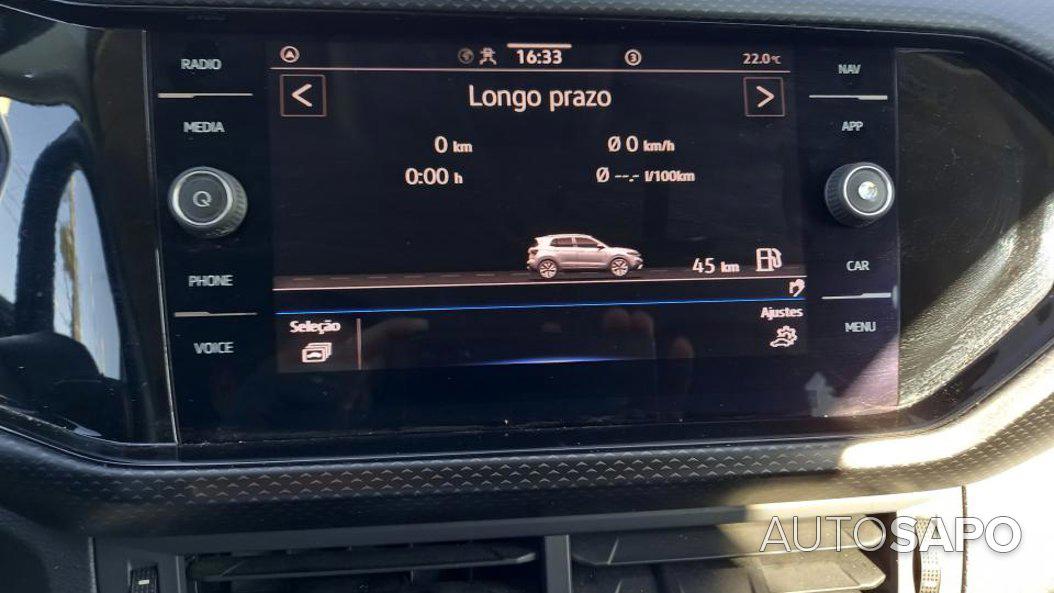 RADIO
MEDIA
PHONE
VOICE
16:33
3
22.0°C
Longo prazo
0 km
Ø 0 km/h
0:00 h
Ø --.- l/100km
45 km
Seleção
Ajustes
NAV
APP
CAR
MENU
AUTOSAPO